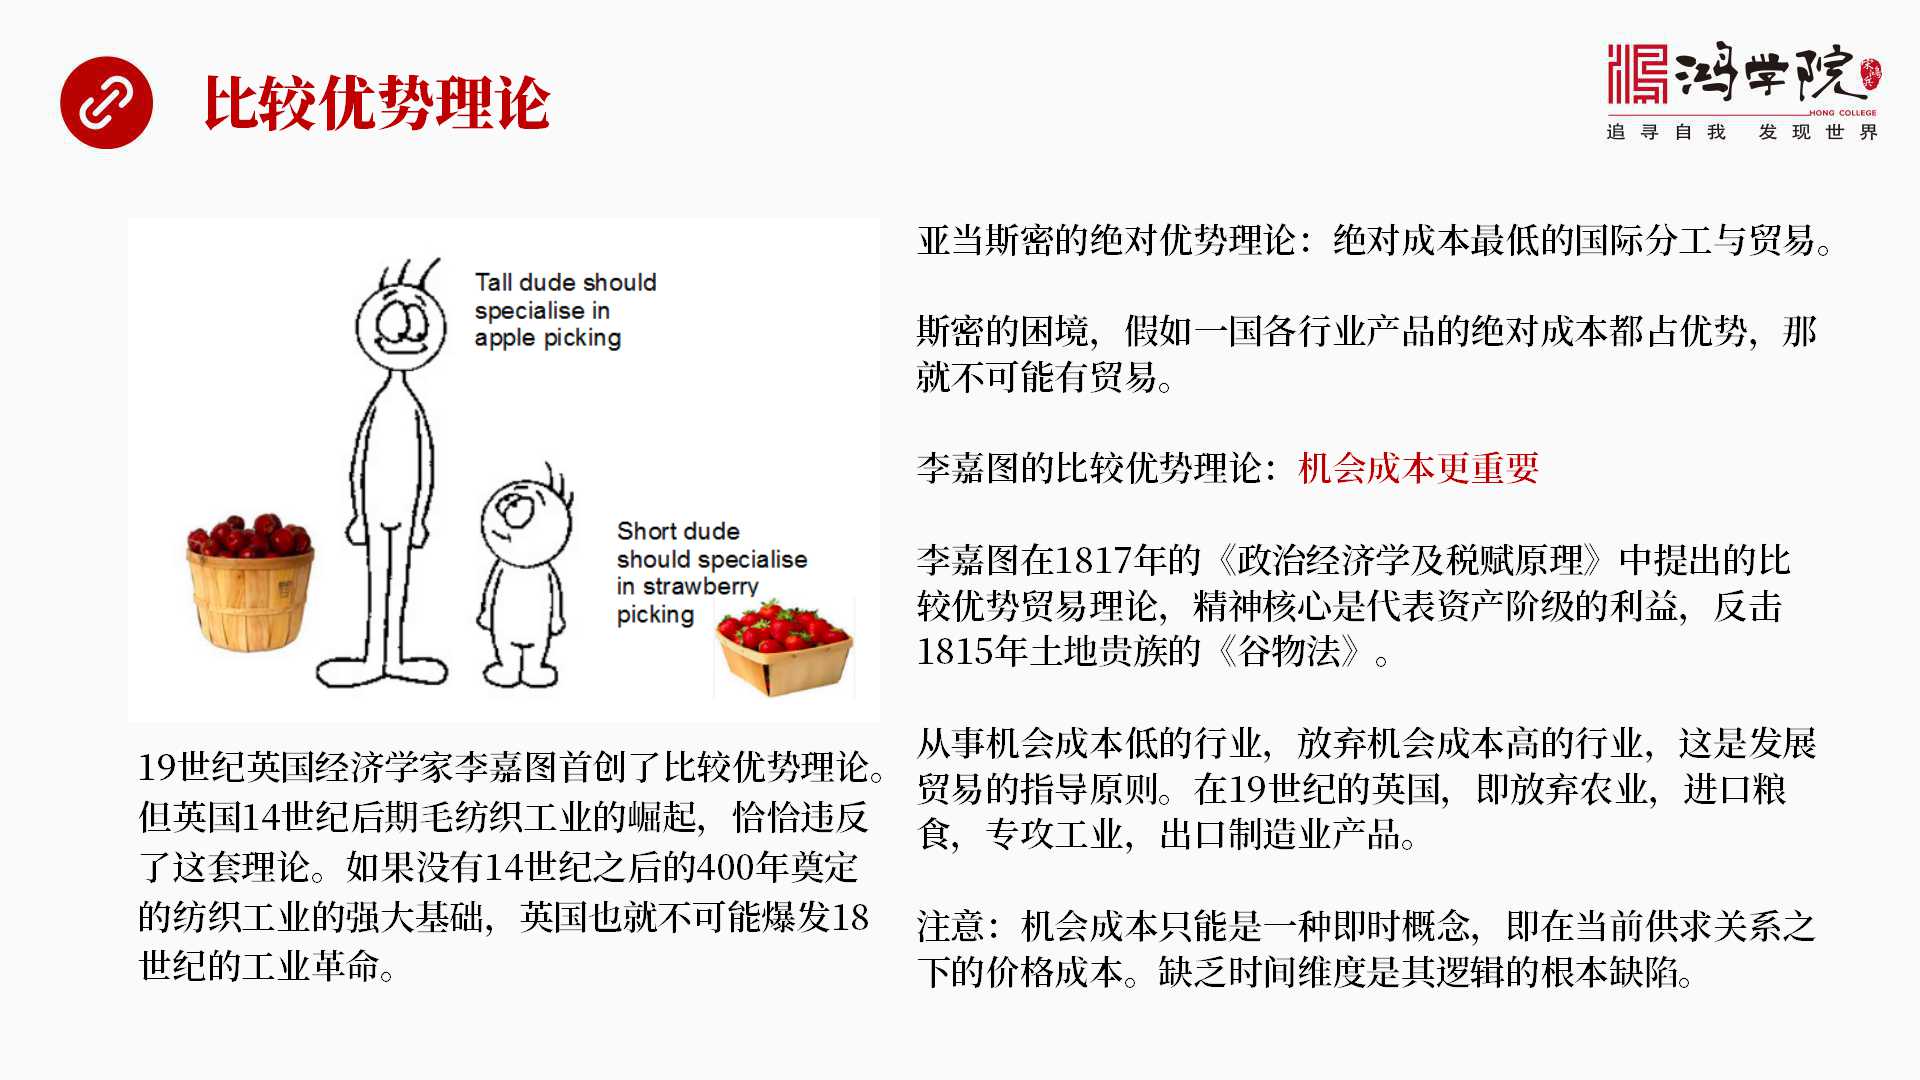 比较优势理论
鸿学院
宋鸿兵
HONG COLLEGE
追寻自我 发现世界
Tall dude should
specialise in
apple picking
Short dude
should specialise
in strawberry
picking
19世纪英国经济学家李嘉图首创了比较优势理论。
但英国14世纪后期毛纺织工业的崛起，恰恰违反
了这套理论。如果没有14世纪之后的400年奠定
的纺织工业的强大基础，英国也就不可能爆发18
世纪的工业革命。
亚当斯密的绝对优势理论：绝对成本最低的国际分工与贸易。
斯密的困境，假如一国各行业产品的绝对成本都占优势，那
就不可能有贸易。
李嘉图的比较优势理论：机会成本更重要
李嘉图在1817年的《政治经济学及税赋原理》中提出的比
较优势贸易理论，精神核心是代表资产阶级的利益，反击
1815年土地贵族的《谷物法》。
从事机会成本低的行业，放弃机会成本高的行业，这是发展
贸易的指导原则。在19世纪的英国，即放弃农业，进口粮
食，专攻工业，出口制造业产品。
注意：机会成本只能是一种即时概念，即在当前供求关系之
下的价格成本。缺乏时间维度是其逻辑的根本缺陷。